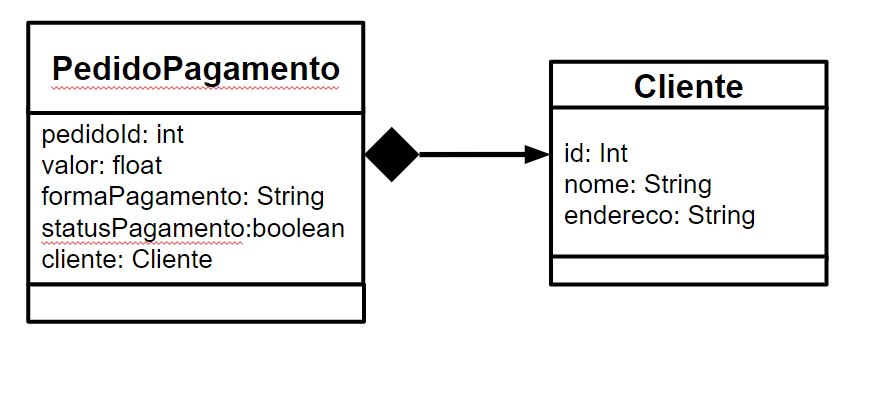 PedidoPagamento
pedidoId: int
valor: float
formaPagamento: String
statusPagamento:boolean
cliente: Cliente
Cliente
id: Int
nome: String
endereco: String